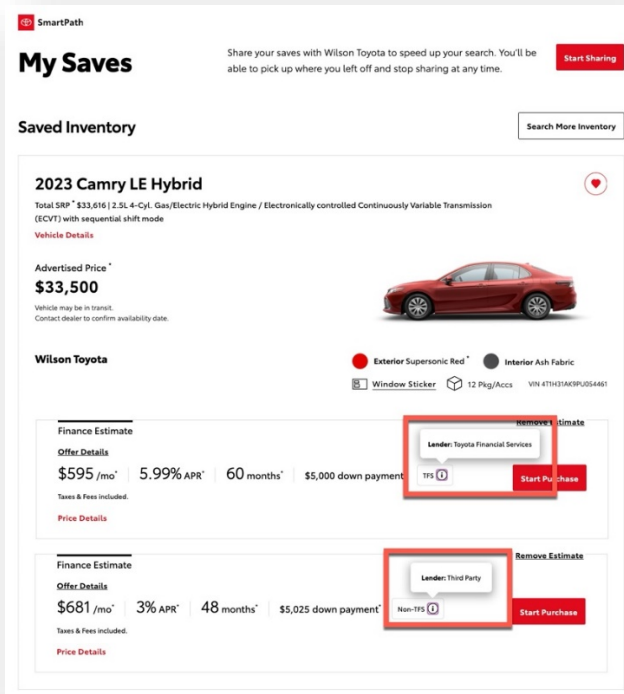 SmartPath
My Saves
Share your saves with Wilson Toyota to speed up your search. You'll be
able to pick up where you left off and stop sharing at any time.
Start Sharing
Saved Inventory
Search More Inventory
2023 Camry LE Hybrid
Total SRP * $33,616 | 2.5L 4-Cyl. Gas/Electric Hybrid Engine / Electronically controlled Continuously Variable Transmission
(ECVT) with sequential shift mode
Vehicle Details
Advertised Price *
$33,500
Vehicle may be in transit.
Contact dealer to confirm availability date.
Wilson Toyota
Exterior Supersonic Red * Interior Ash Fabric
Window Sticker 12 Pkg/Accs VIN 4T1H31AK9PU054461
Finance Estimate
Remove Estimate
Lender: Toyota Financial Services
Offer Details
$595 /mo* 5.99% APR* 60 months* $5,000 down payment TFS
Start Purchase
Taxes & Fees included.
Price Details
Finance Estimate
Remove Estimate
Lender: Third Party
Offer Details
$681 /mo* 3% APR* 48 months* $5,025 down payment* Non-TFS
Start Purchase
Taxes & Fees included.
Price Details